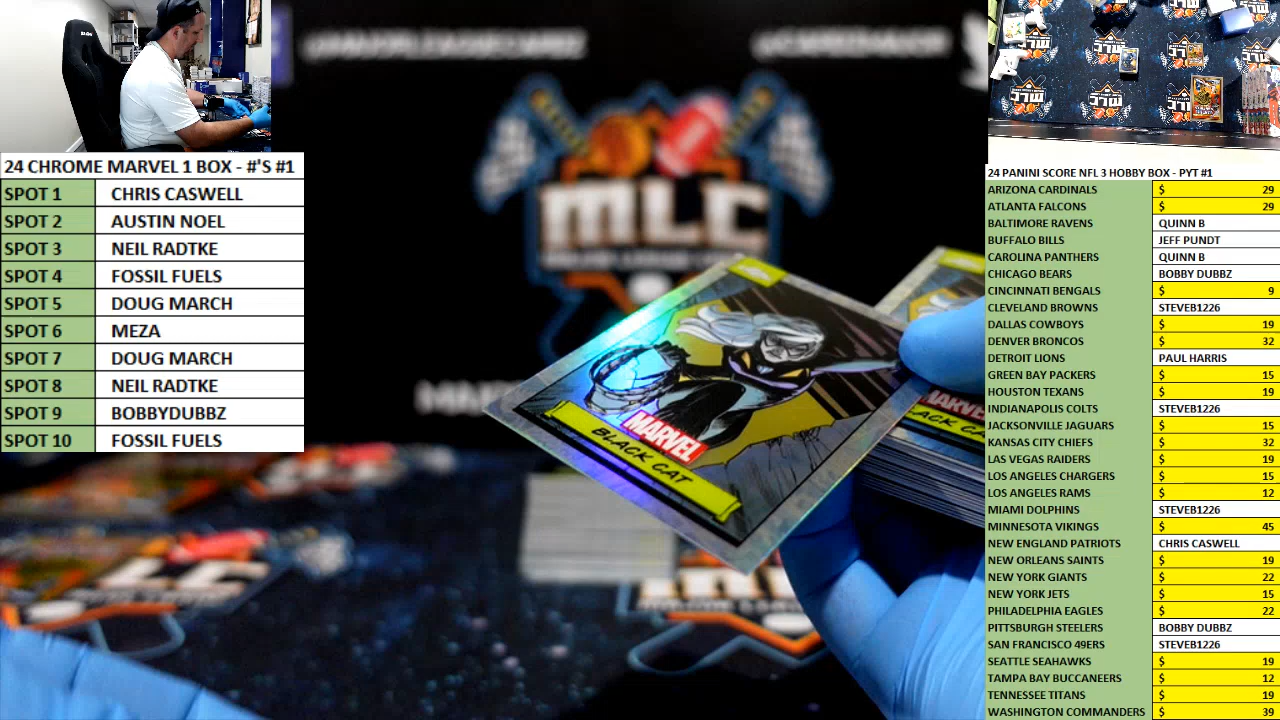 24 CHROME MARVEL 1 BOX - #'S #1
SPOT 1 CHRIS CASWELL
SPOT 2 AUSTIN NOEL
SPOT 3 NEIL RADTKE
SPOT 4 FOSSIL FUELS
SPOT 5 DOUG MARCH
SPOT 6 MEZA
SPOT 7 DOUG MARCH
SPOT 8 NEIL RADTKE
SPOT 9 BOBBYDUBBZ
SPOT 10 FOSSIL FUELS
MLC
MARVEL
BLACK CAT
MARVEL
BLACK CA
24 PANINI SCORE NFL 3 HOBBY BOX - PYT #1
ARIZONA CARDINALS $ 29
ATLANTA FALCONS $ 29
BALTIMORE RAVENS QUINN B
BUFFALO BILLS JEFF PUNDT
CAROLINA PANTHERS QUINN B
CHICAGO BEARS BOBBY DUBBZ
CINCINNATI BENGALS $ 9
CLEVELAND BROWNS STEVEB1226
DALLAS COWBOYS $ 19
DENVER BRONCOS $ 32
DETROIT LIONS PAUL HARRIS
GREEN BAY PACKERS $ 15
HOUSTON TEXANS $ 19
INDIANAPOLIS COLTS STEVEB1226
JACKSONVILLE JAGUARS $ 15
KANSAS CITY CHIEFS $ 32
LAS VEGAS RAIDERS $ 19
LOS ANGELES CHARGERS $ 15
LOS ANGELES RAMS $ 12
MIAMI DOLPHINS STEVEB1226
MINNESOTA VIKINGS $ 45
NEW ENGLAND PATRIOTS CHRIS CASWELL
NEW ORLEANS SAINTS $ 19
NEW YORK GIANTS $ 22
NEW YORK JETS $ 15
PHILADELPHIA EAGLES $ 22
PITTSBURGH STEELERS BOBBY DUBBZ
SAN FRANCISCO 49ERS STEVEB1226
SEATTLE SEAHAWKS $ 19
TAMPA BAY BUCCANEERS $ 12
TENNESSEE TITANS $ 19
WASHINGTON COMMANDERS $ 39